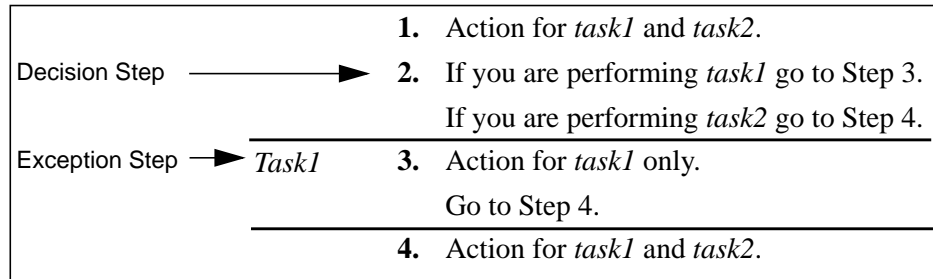 1. Action for task1 and task2.
Decision Step 2. If you are performing task1 go to Step 3.
If you are performing task2 go to Step 4.
Exception Step Task1 3. Action for task1 only.
Go to Step 4.
4. Action for task1 and task2.